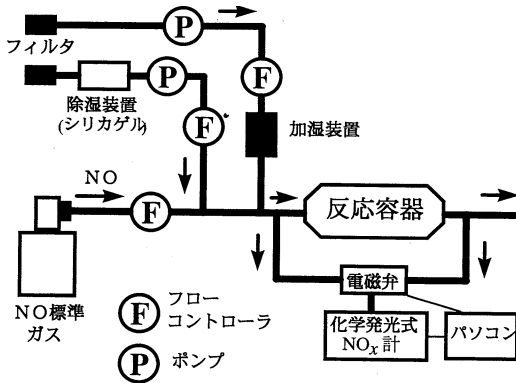 P
フィルタ
P
F
除湿装置
(シリカゲル)
F
加湿装置
NO
F
反応容器
NO標準
ガス
F
フロー
コントローラ
P
ポンプ
電磁弁
化学発光式
NOx計
パソコン